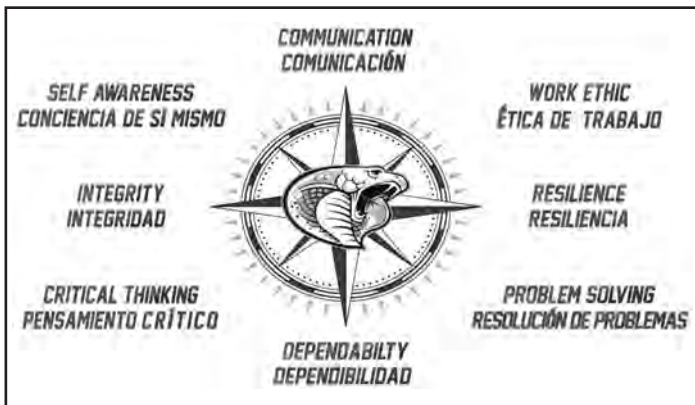 COMMUNICATION
COMUNICACIÓN
SELF AWARENESS
CONCIENCIA DE SÍ MISMO
WORK ETHIC
ÉTICA DE TRABAJO
INTEGRITY
INTEGRIDAD
RESILIENCE
RESILIENCIA
CRITICAL THINKING
PENSAMIENTO CRÍTICO
PROBLEM SOLVING
RESOLUCIÓN DE PROBLEMAS
DEPENDABILTY
DEPENDIBILIDAD